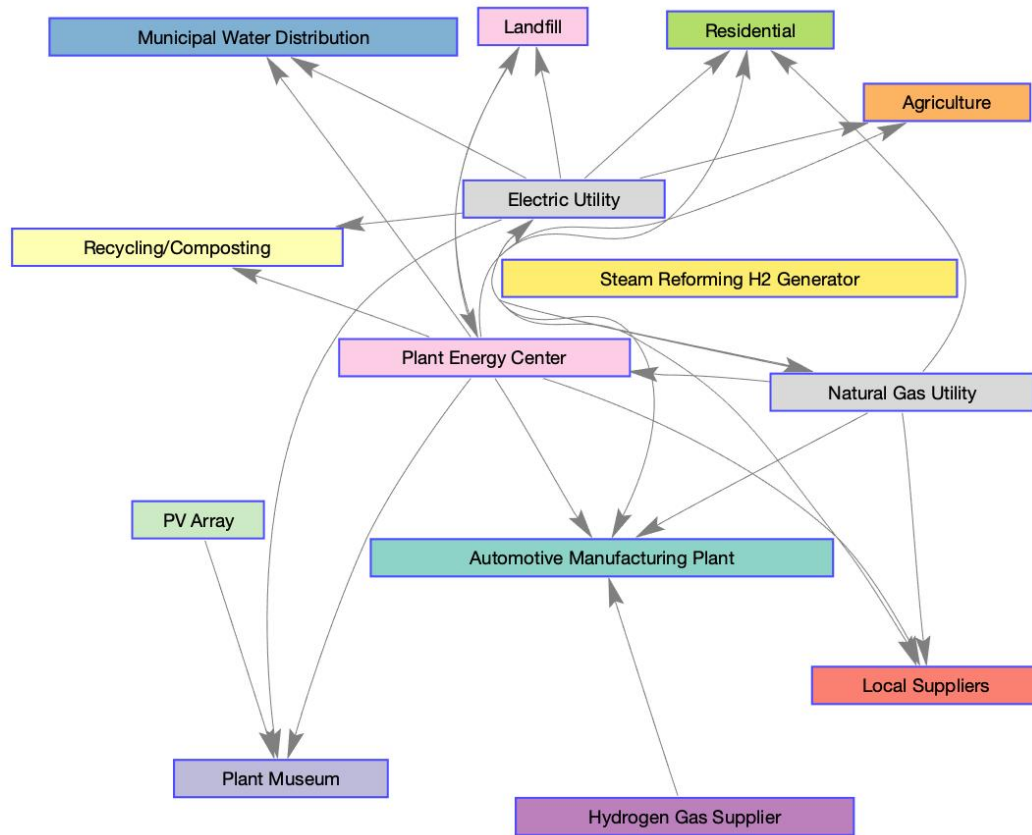 Landfill
Residential
Municipal Water Distribution
Agriculture
Electric Utility
Recycling/Composting
Steam Reforming H2 Generator
Plant Energy Center
Natural Gas Utility
PV Array
Automotive Manufacturing Plant
Local Suppliers
Plant Museum
Hydrogen Gas Supplier